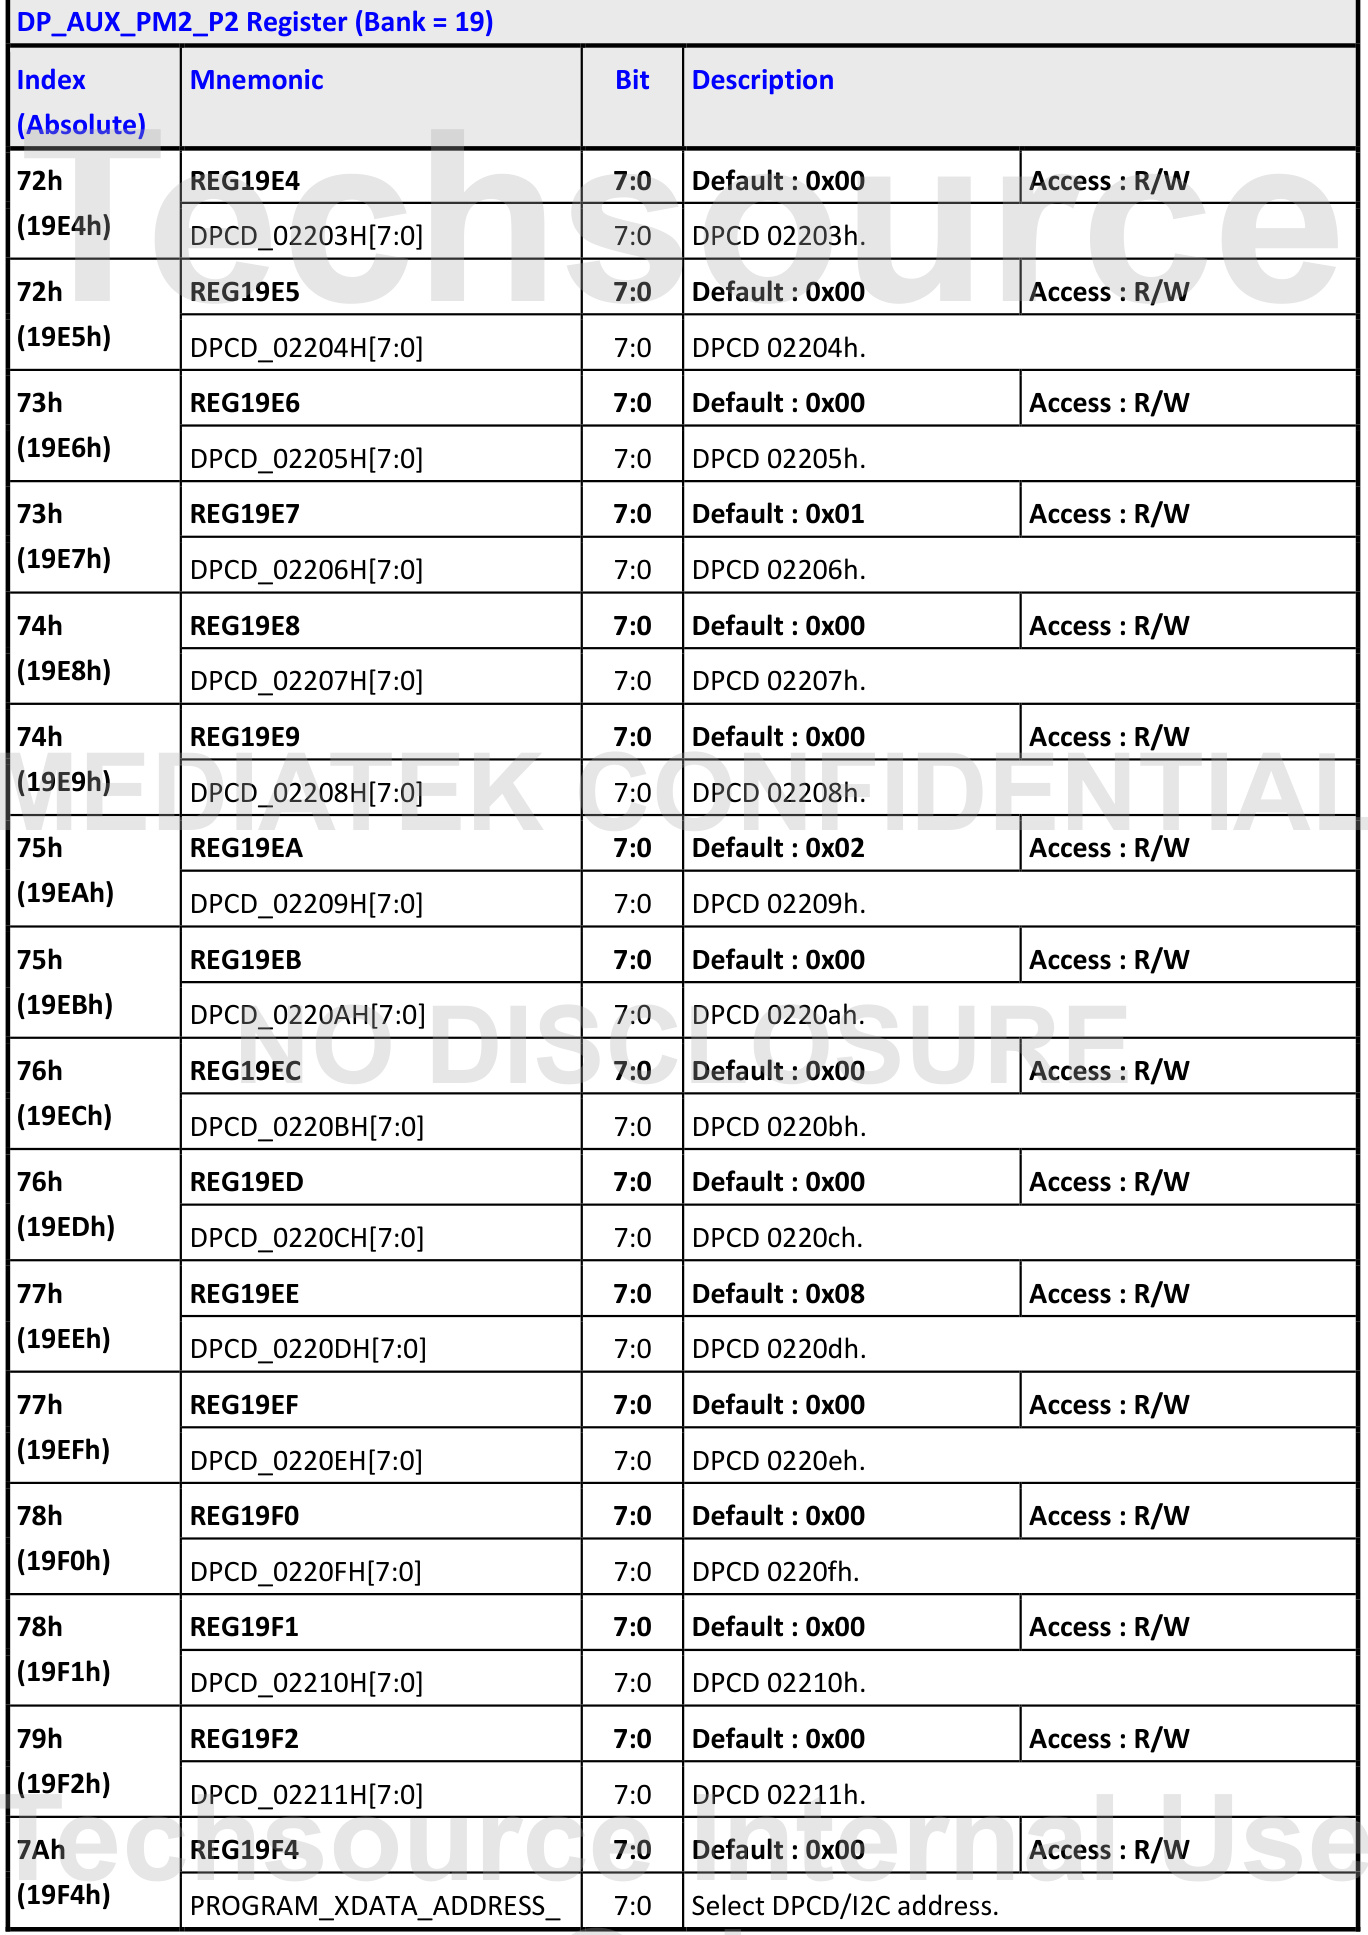 DP_AUX_PM2_P2 Register (Bank = 19)
Index (Absolute) Mnemonic Bit Description
72h (19E4h) REG19E4 7:0 Default : 0x00 Access : R/W
DPCD_02203H[7:0] 7:0 DPCD 02203h.
72h (19E5h) REG19E5 7:0 Default : 0x00 Access : R/W
DPCD_02204H[7:0] 7:0 DPCD 02204h.
73h (19E6h) REG19E6 7:0 Default : 0x00 Access : R/W
DPCD_02205H[7:0] 7:0 DPCD 02205h.
73h (19E7h) REG19E7 7:0 Default : 0x01 Access : R/W
DPCD_02206H[7:0] 7:0 DPCD 02206h.
74h (19E8h) REG19E8 7:0 Default : 0x00 Access : R/W
DPCD_02207H[7:0] 7:0 DPCD 02207h.
74h (19E9h) REG19E9 7:0 Default : 0x00 Access : R/W
DPCD_02208H[7:0] 7:0 DPCD 02208h.
75h (19EAh) REG19EA 7:0 Default : 0x02 Access : R/W
DPCD_02209H[7:0] 7:0 DPCD 02209h.
75h (19EBh) REG19EB 7:0 Default : 0x00 Access : R/W
DPCD_0220AH[7:0] 7:0 DPCD 0220ah.
76h (19ECh) REG19EC 7:0 Default : 0x00 Access : R/W
DPCD_0220BH[7:0] 7:0 DPCD 0220bh.
76h (19EDh) REG19ED 7:0 Default : 0x00 Access : R/W
DPCD_0220CH[7:0] 7:0 DPCD 0220ch.
77h (19EEh) REG19EE 7:0 Default : 0x08 Access : R/W
DPCD_0220DH[7:0] 7:0 DPCD 0220dh.
77h (19EFh) REG19EF 7:0 Default : 0x00 Access : R/W
DPCD_0220EH[7:0] 7:0 DPCD 0220eh.
78h (19F0h) REG19F0 7:0 Default : 0x00 Access : R/W
DPCD_0220FH[7:0] 7:0 DPCD 0220fh.
78h (19F1h) REG19F1 7:0 Default : 0x00 Access : R/W
DPCD_02210H[7:0] 7:0 DPCD 02210h.
79h (19F2h) REG19F2 7:0 Default : 0x00 Access : R/W
DPCD_02211H[7:0] 7:0 DPCD 02211h.
7Ah (19F4h) REG19F4 7:0 Default : 0x00 Access : R/W
PROGRAM_XDATA_ADDRESS_ 7:0 Select DPCD/I2C address.
Techsource
MEDIATEK CONFIDENTIAL
NO DISCLOSURE
Techsource Internal Use